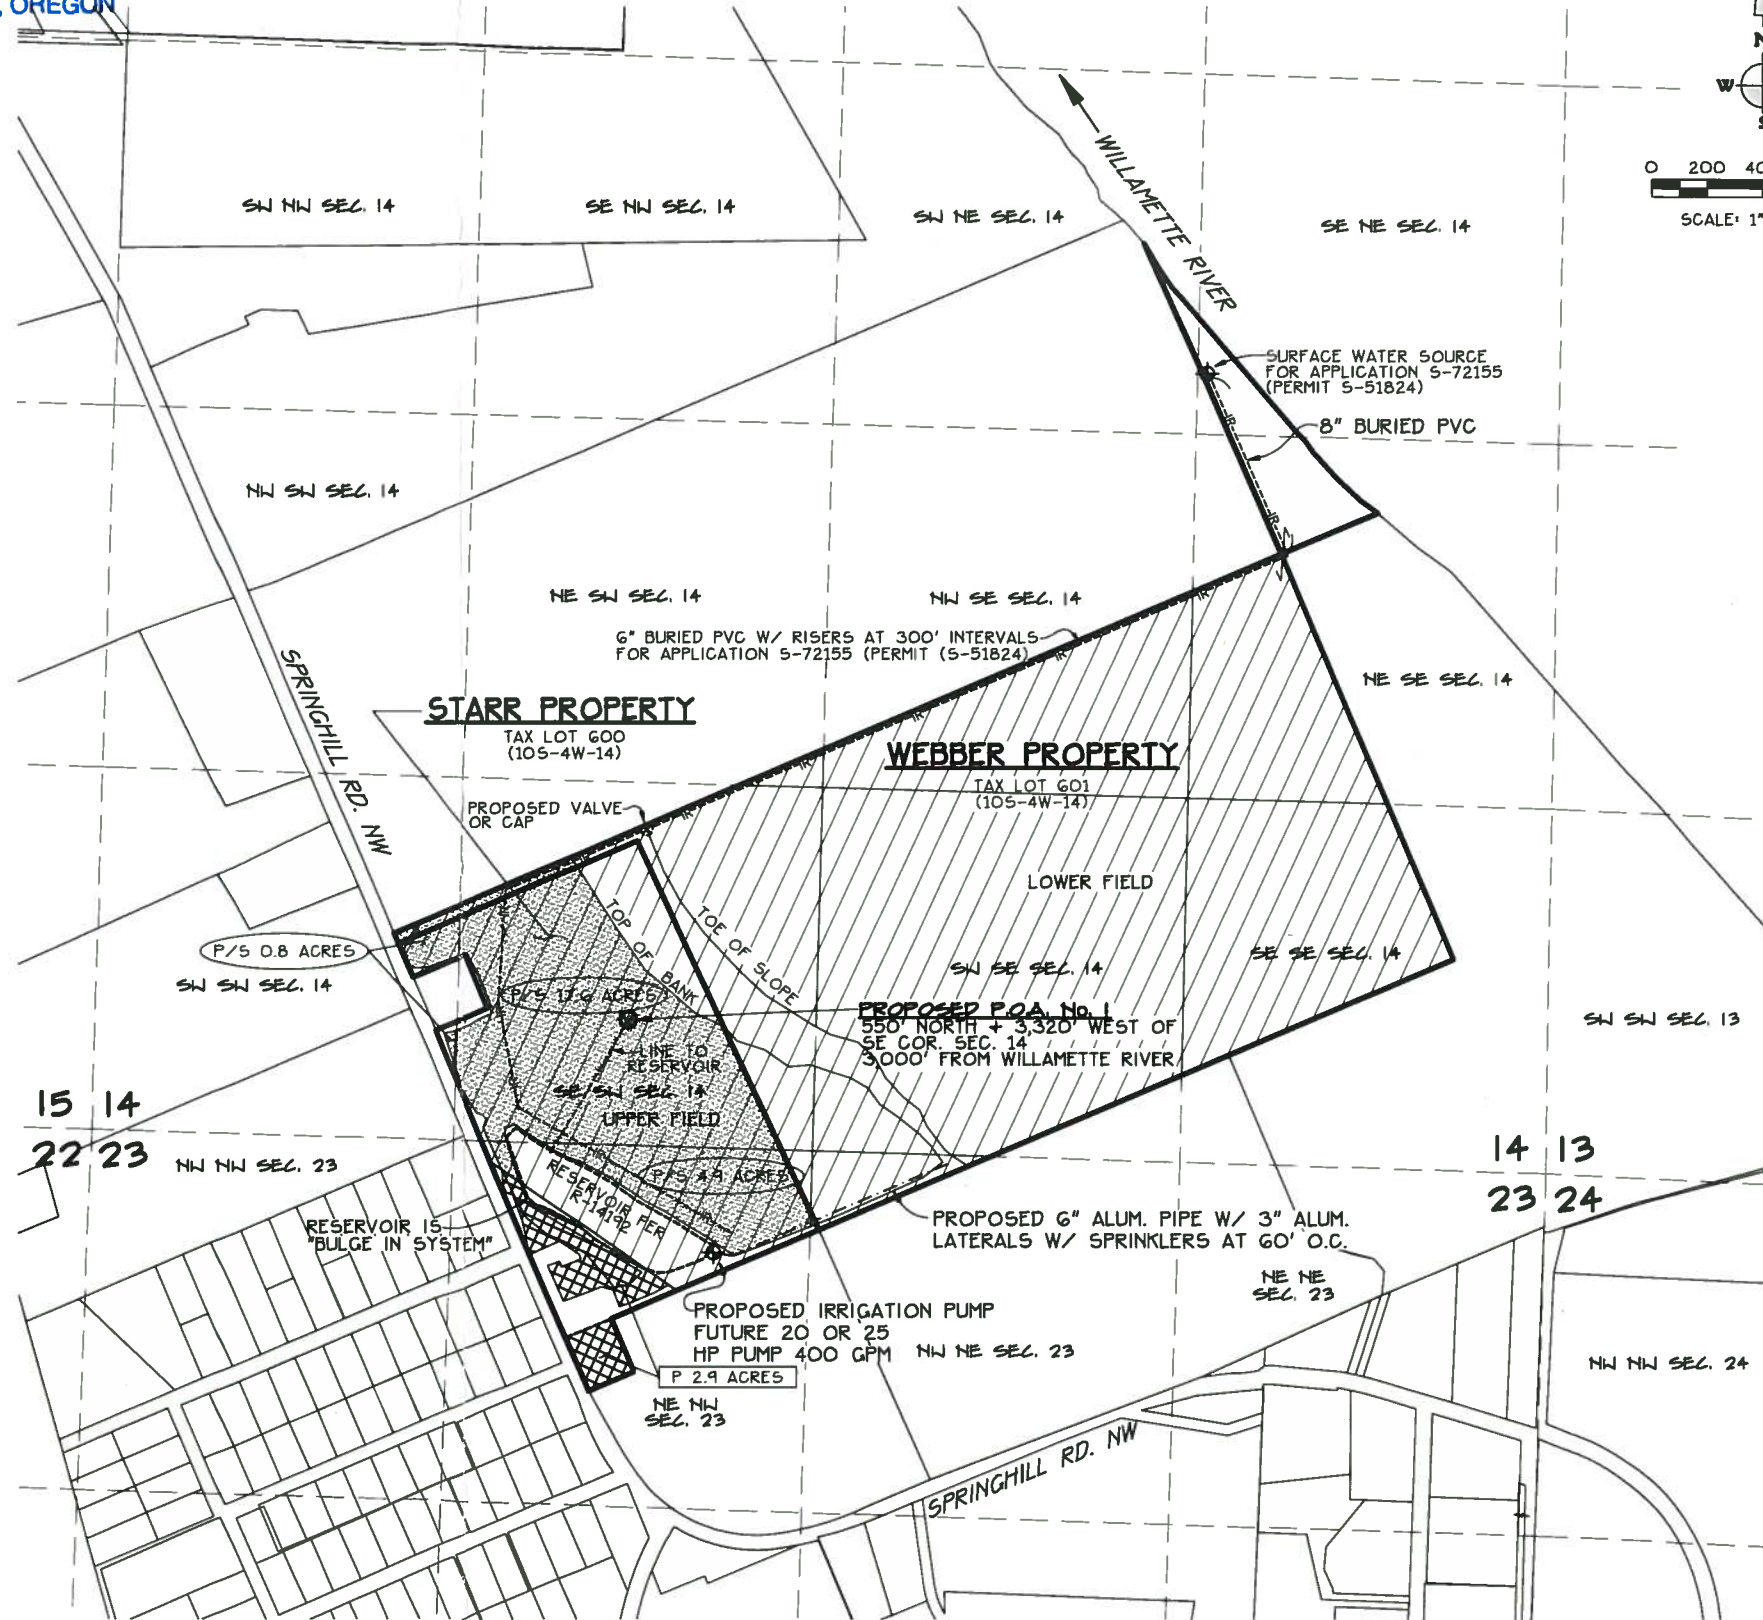 , OREGON
N
W
S
0 200 40
SCALE: 1"
WILLAMETTE RIVER
SW NW SEC. 14
SE NW SEC. 14
SW NE SEC. 14
SE NE SEC. 14
SURFACE WATER SOURCE
FOR APPLICATION S-72155
(PERMIT S-51824)
8" BURIED PVC
IR
IR
NW SW SEC. 14
NE SW SEC. 14
NW SE SEC. 14
6" BURIED PVC W/ RISERS AT 300' INTERVALS
FOR APPLICATION S-72155 (PERMIT (S-51824)
IR
IR
IR
IR
IR
NE SE SEC. 14
SPRINGHILL RD. NW
STARR PROPERTY
TAX LOT 600
(10S-4W-14)
WEBBER PROPERTY
TAX LOT 601
(10S-4W-14)
PROPOSED VALVE
OR CAP
LOWER FIELD
TOP OF BANK
TOE OF SLOPE
P/S 0.8 ACRES
SW SW SEC. 14
P/S 17.6 ACRES
SW SE SEC. 14
SE SE SEC. 14
PROPOSED P.O.A. No. 1
550' NORTH + 3,320' WEST OF
SE COR. SEC. 14
3,000' FROM WILLAMETTE RIVER
SW SW SEC. 13
LINE TO
RESERVOIR
SE SW SEC. 14
UPPER FIELD
15 14
22 23
NW NW SEC. 23
P/S 4.9 ACRES
14 13
23 24
RESERVOIR PER
R-14192
RESERVOIR IS
"BULGE IN SYSTEM"
PROPOSED 6" ALUM. PIPE W/ 3" ALUM.
LATERALS W/ SPRINKLERS AT 60' O.C.
NE NE
SEC. 23
PROPOSED IRRIGATION PUMP
FUTURE 20 OR 25
HP PUMP 400 GPM
NW NE SEC. 23
P 2.9 ACRES
NW NW SEC. 24
NE NW
SEC. 23
SPRINGHILL RD. NW